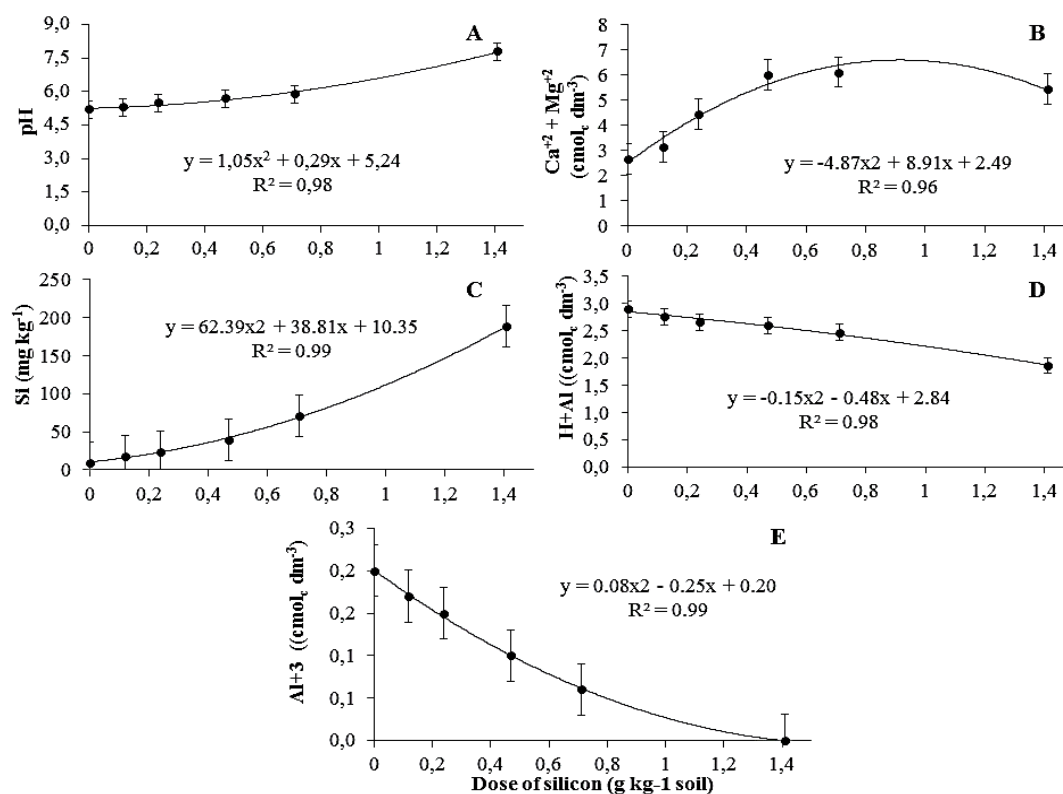 A
9,0
7,5
6,0
4,5
3,0
1,5
0,0
pH
y = 1,05x² + 0,29x + 5,24
R² = 0,98
0 0,2 0,4 0,6 0,8 1 1,2 1,4
B
8
7
6
5
4
3
2
1
0
Ca⁺² + Mg⁺²
(cmol꜀ dm⁻³)
y = -4.87x2 + 8.91x + 2.49
R² = 0.96
0 0,2 0,4 0,6 0,8 1 1,2 1,4
C
250
200
150
100
50
0
Si (mg kg⁻¹)
y = 62.39x2 + 38.81x + 10.35
R² = 0.99
0 0,2 0,4 0,6 0,8 1 1,2 1,4
D
3,5
3,0
2,5
2,0
1,5
1,0
0,5
0,0
H+Al ((cmol꜀ dm⁻³)
y = -0.15x2 - 0.48x + 2.84
R² = 0.98
0 0,2 0,4 0,6 0,8 1 1,2 1,4
E
0,3
0,2
0,2
0,1
0,1
0,0
Al+3 ((cmol꜀ dm⁻³)
y = 0.08x2 - 0.25x + 0.20
R² = 0.99
0 0,2 0,4 0,6 0,8 1 1,2 1,4
Dose of silicon (g kg-1 soil)